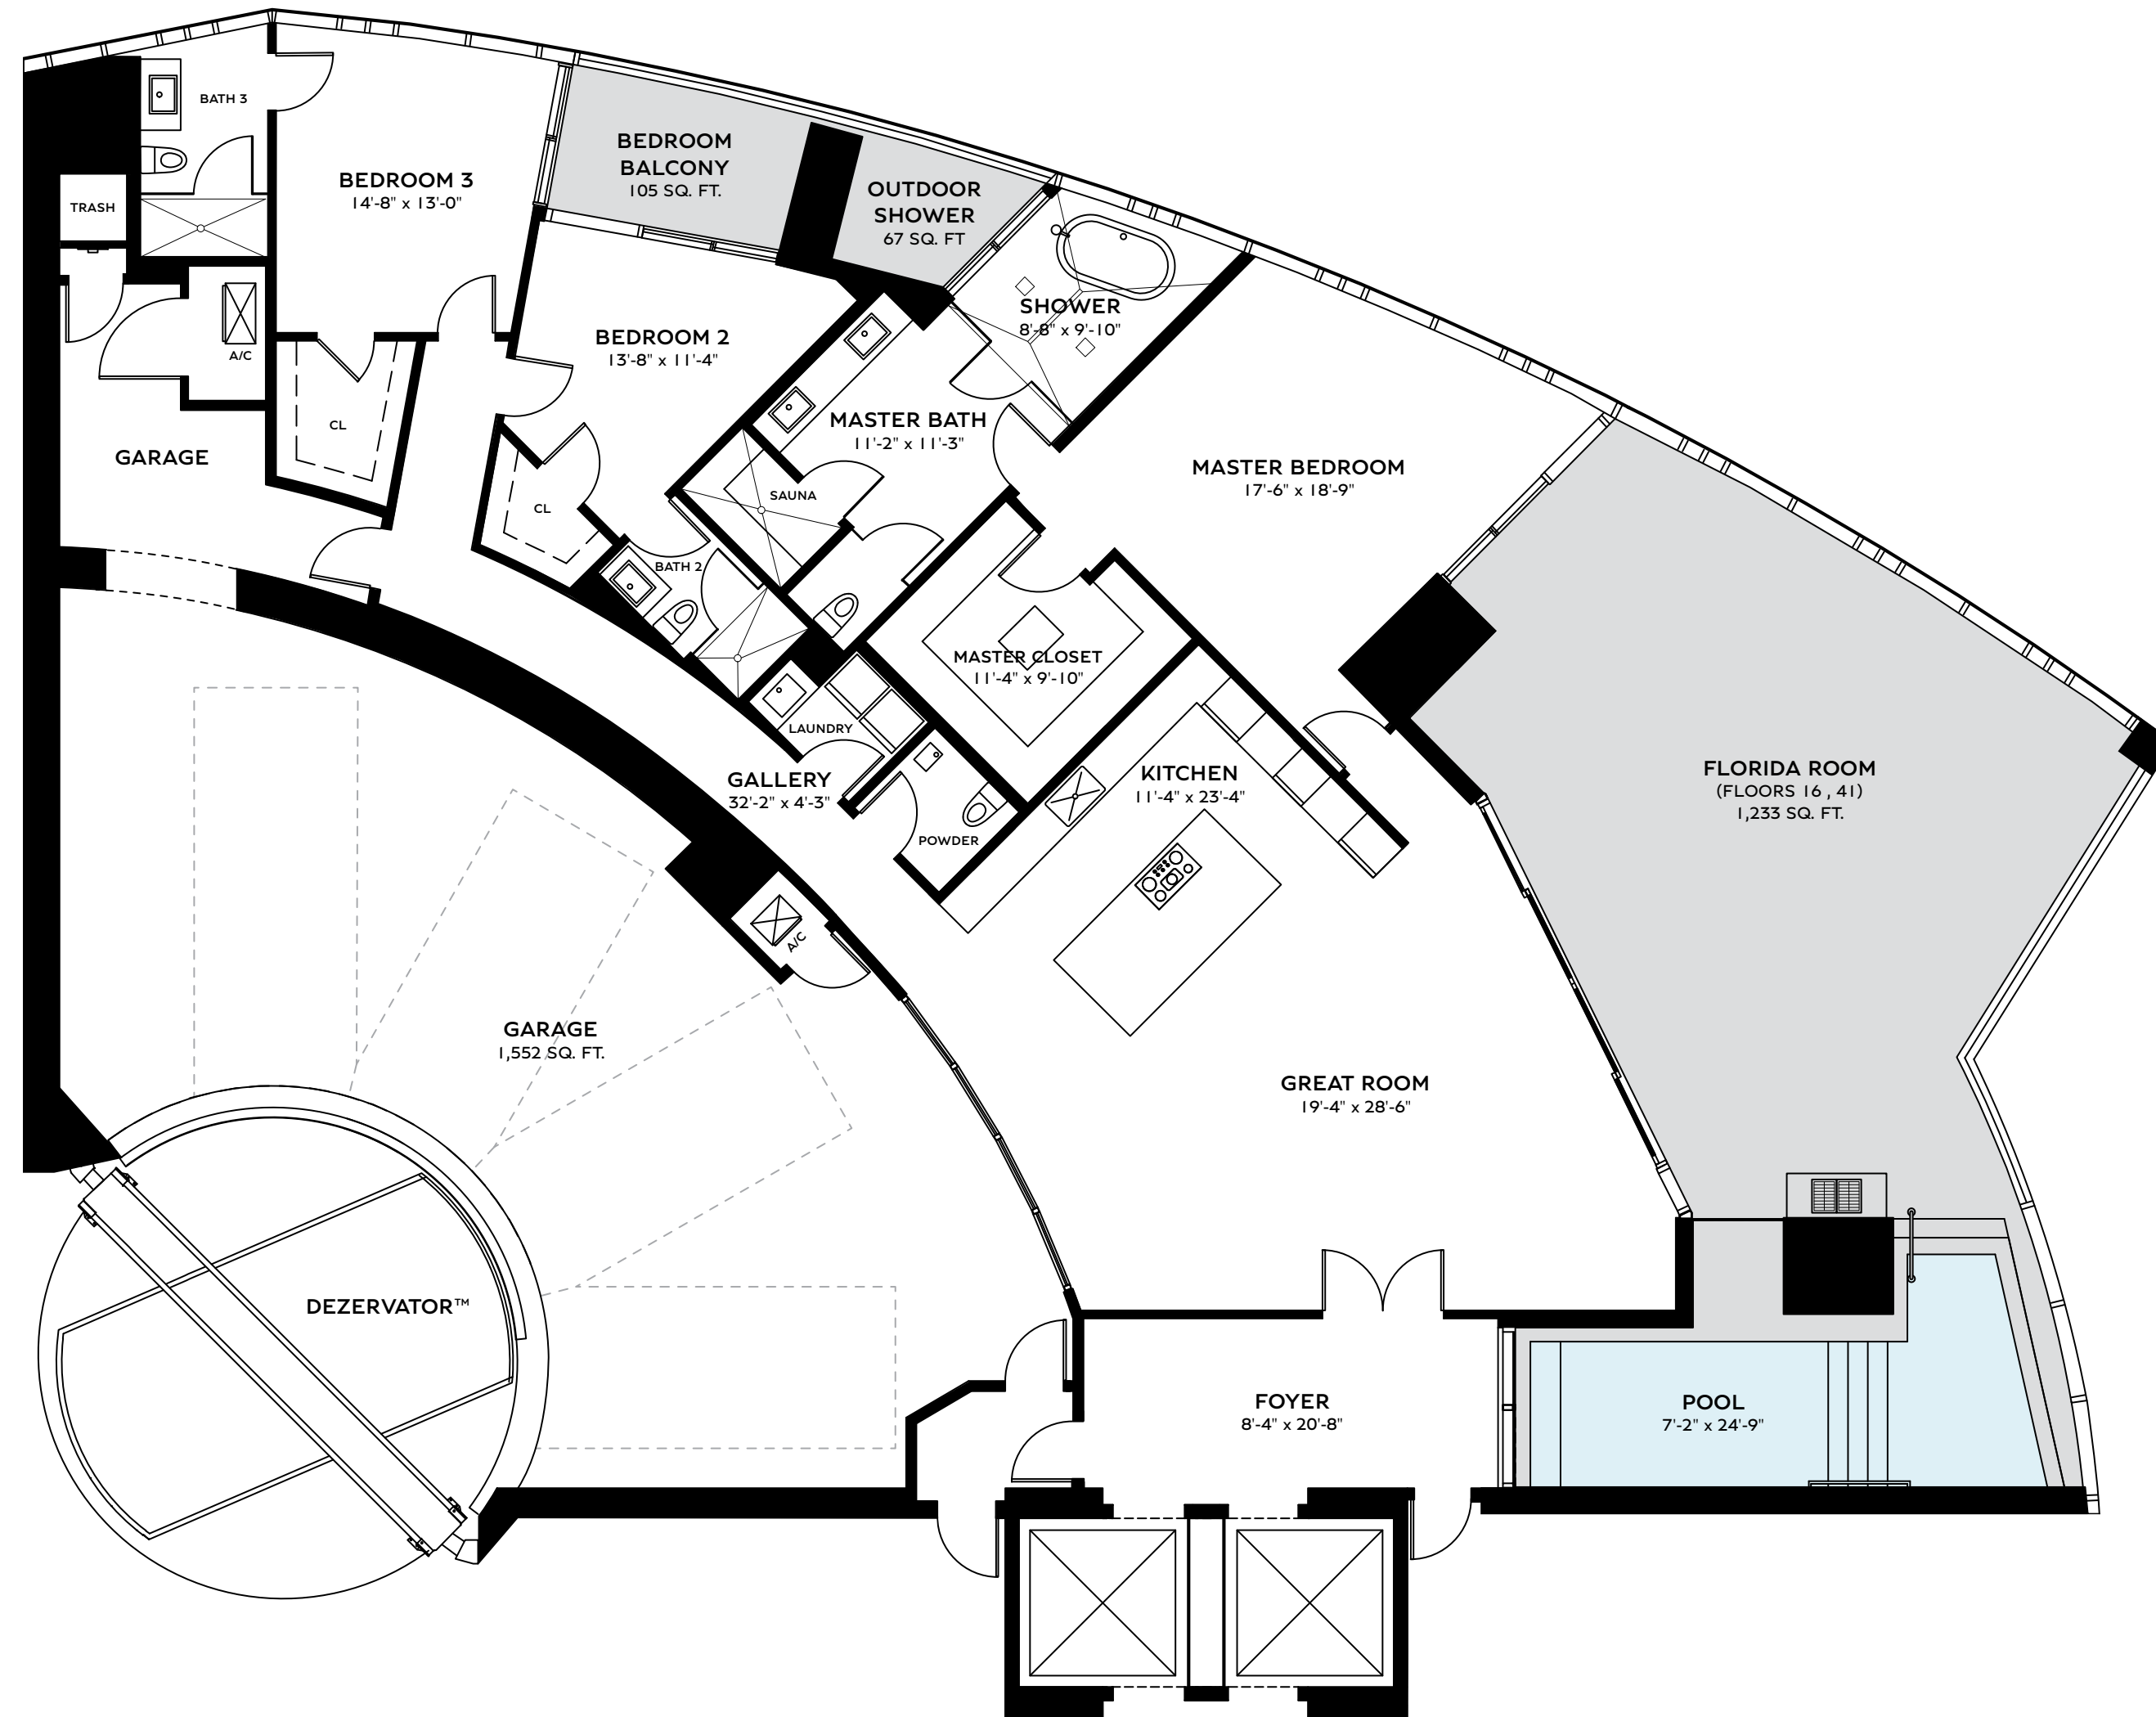 BATH 3
TRASH
A/C
BEDROOM 3
14'-8" x 13'-0"
BEDROOM
BALCONY
105 SQ. FT.
OUTDOOR
SHOWER
67 SQ. FT
SHOWER
8'-8" x 9'-10"
BEDROOM 2
13'-8" x 11'-4"
CL
GARAGE
MASTER BATH
11'-2" x 11'-3"
MASTER BEDROOM
17'-6" x 18'-9"
SAUNA
CL
BATH 2
MASTER CLOSET
11'-4" x 9'-10"
LAUNDRY
GALLERY
32'-2" x 4'-3"
KITCHEN
11'-4" x 23'-4"
POWDER
FLORIDA ROOM
(FLOORS 16 , 41)
1,233 SQ. FT.
A/C
GARAGE
1,552 SQ. FT.
GREAT ROOM
19'-4" x 28'-6"
DEZERVATOR™
FOYER
8'-4" x 20'-8"
POOL
7'-2" x 24'-9"